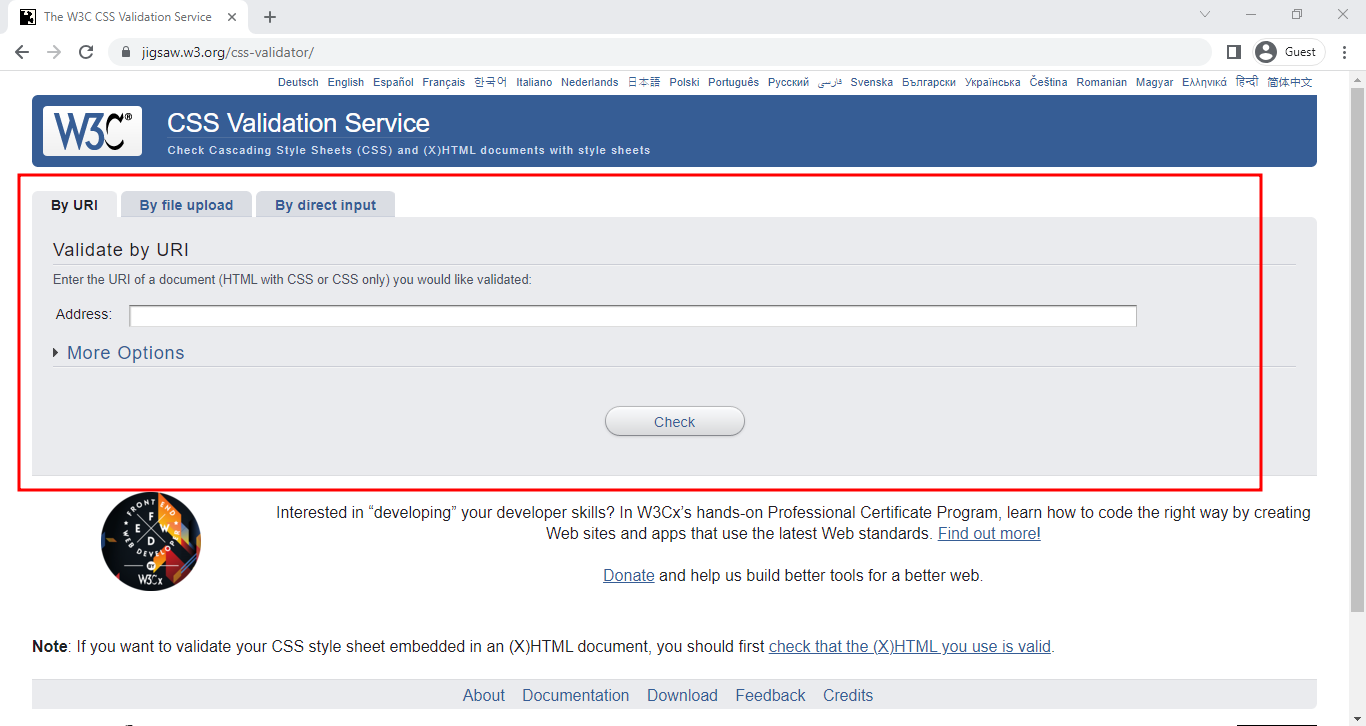 The W3C CSS Validation Service
jigsaw.w3.org/css-validator/
Guest
Deutsch English Español Français 한국어 Italiano Nederlands 日本語 Polski Português Русский فارسی Svenska Български Українська Čeština Romanian Magyar Ελληνικά हिन्दी 简体中文
W3C®
CSS Validation Service
Check Cascading Style Sheets (CSS) and (X)HTML documents with style sheets
By URI By file upload By direct input
Validate by URI
Enter the URI of a document (HTML with CSS or CSS only) you would like validated:
Address:
More Options
Check
FRONT END
F E W D
WEB DEVELOPER
BY
W3Cx
Interested in “developing” your developer skills? In W3Cx’s hands-on Professional Certificate Program, learn how to code the right way by creating
Web sites and apps that use the latest Web standards. Find out more!
Donate and help us build better tools for a better web.
Note: If you want to validate your CSS style sheet embedded in an (X)HTML document, you should first check that the (X)HTML you use is valid.
About Documentation Download Feedback Credits